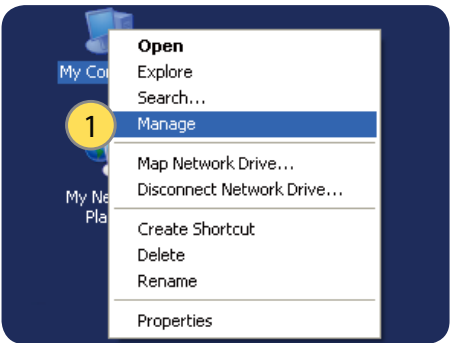 Open
My Co
Explore
Search...
1
Manage
Map Network Drive...
My Ne
Disconnect Network Drive...
Pla
Create Shortcut
Delete
Rename
Properties